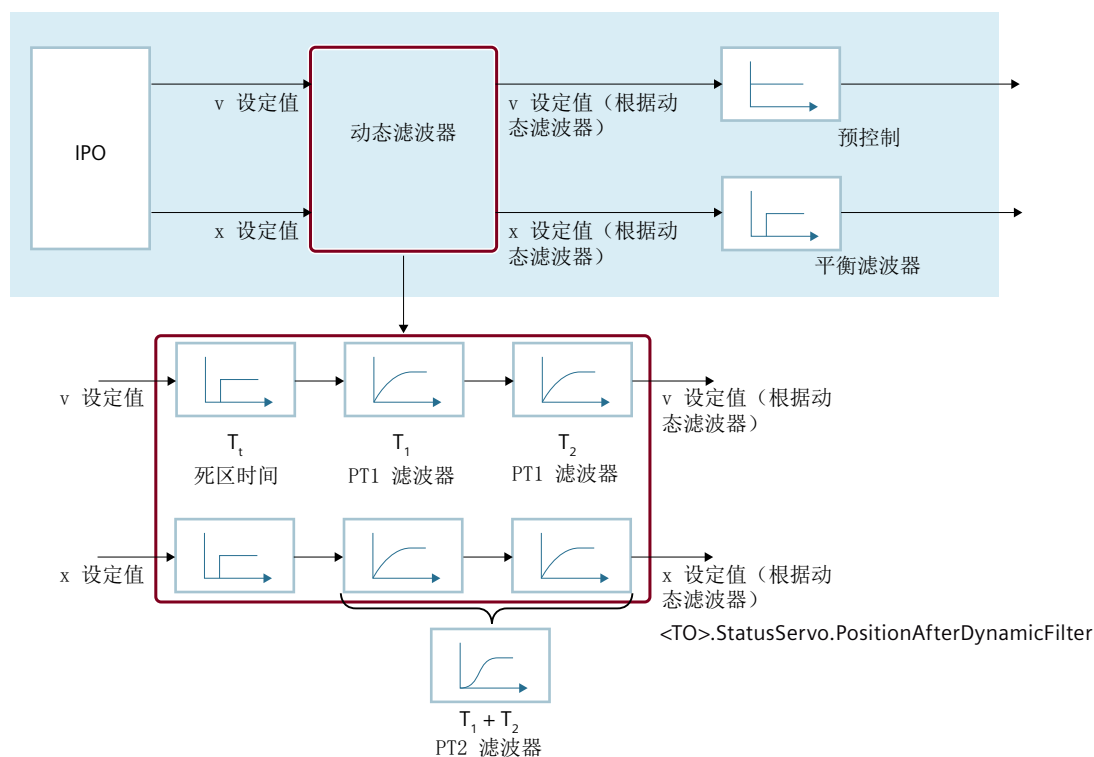 IPO
v 设定值
x 设定值
动态滤波器
v 设定值（根据动
态滤波器）
x 设定值（根据动
态滤波器）
预控制
平衡滤波器
v 设定值
Tt
死区时间
T1
PT1 滤波器
T2
PT1 滤波器
v 设定值（根据动
态滤波器）
x 设定值
x 设定值（根据动
态滤波器）
<TO>.StatusServo.PositionAfterDynamicFilter
T1 + T2
PT2 滤波器